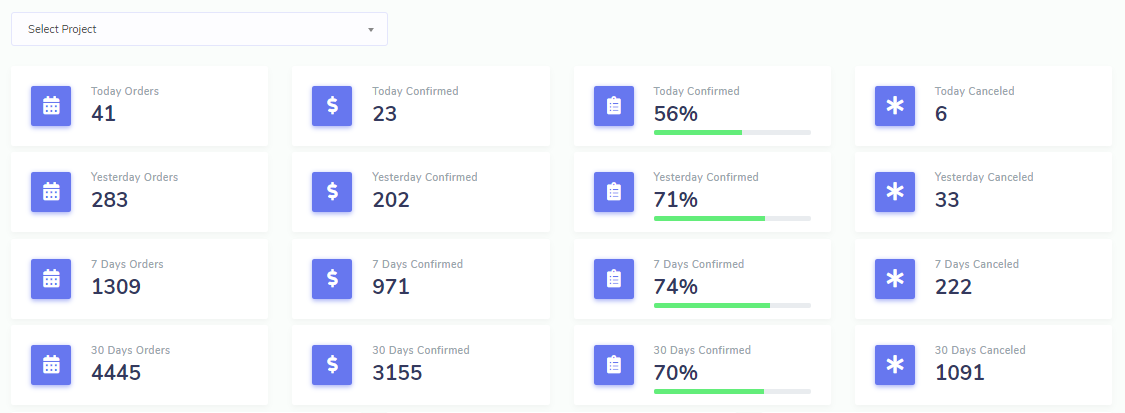 Select Project
Today Orders
41
Today Confirmed
23
Today Confirmed
56%
Today Canceled
6
Yesterday Orders
283
Yesterday Confirmed
202
Yesterday Confirmed
71%
Yesterday Canceled
33
7 Days Orders
1309
7 Days Confirmed
971
7 Days Confirmed
74%
7 Days Canceled
222
30 Days Orders
4445
30 Days Confirmed
3155
30 Days Confirmed
70%
30 Days Canceled
1091